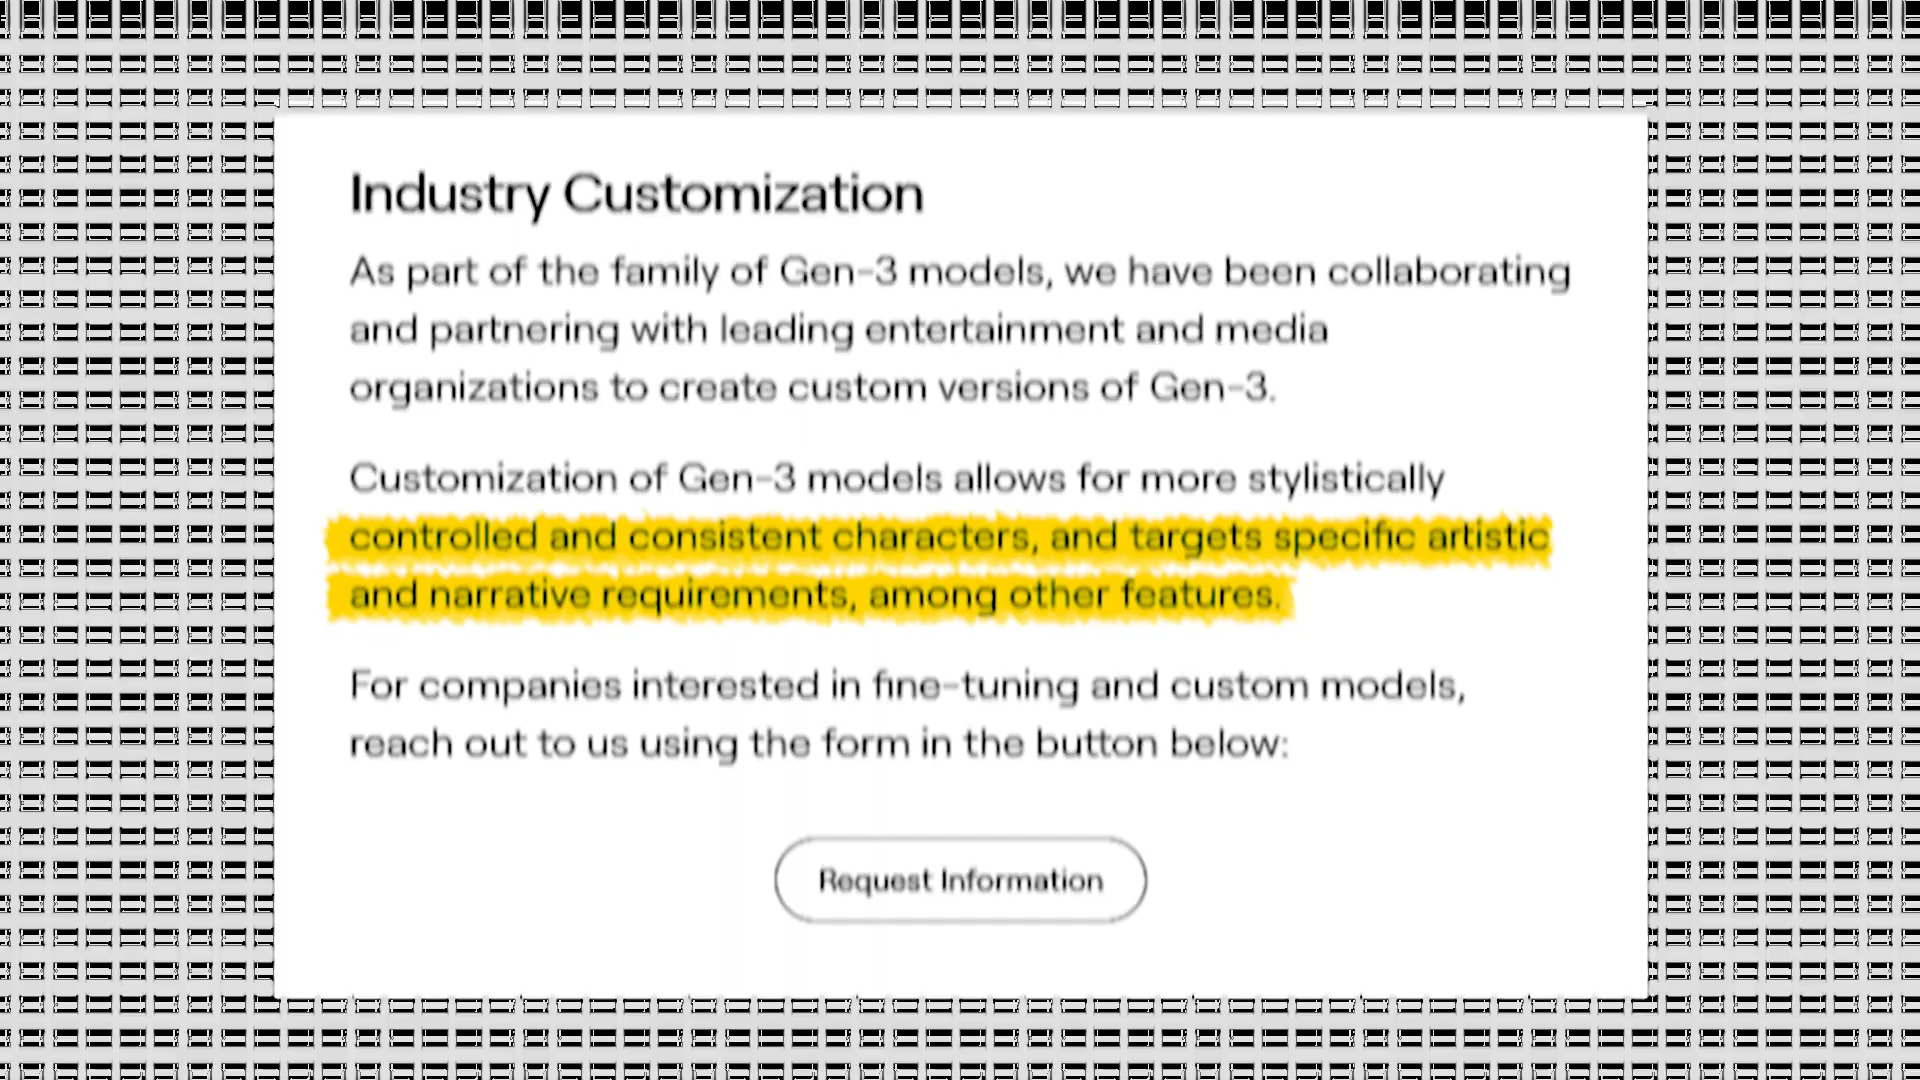 Industry Customization
As part of the family of Gen-3 models, we have been collaborating
and partnering with leading entertainment and media
organizations to create custom versions of Gen-3.
Customization of Gen-3 models allows for more stylistically
controlled and consistent characters, and targets specific artistic
and narrative requirements, among other features.
For companies interested in fine-tuning and custom models,
reach out to us using the form in the button below:
Request Information